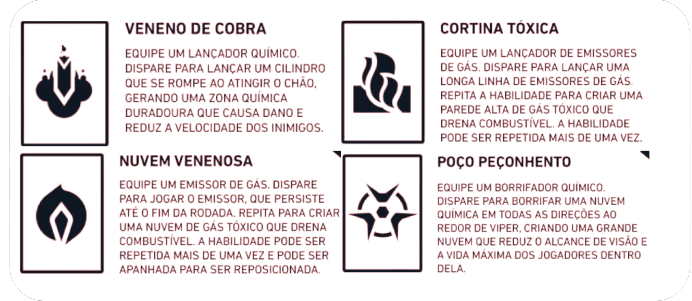 VENENO DE COBRA
EQUIPE UM LANÇADOR QUÍMICO.
DISPARE PARA LANÇAR UM CILINDRO
QUE SE ROMPE AO ATINGIR O CHÃO,
GERANDO UMA ZONA QUÍMICA
DURADOURA QUE CAUSA DANO E
REDUZ A VELOCIDADE DOS INIMIGOS.
CORTINA TÓXICA
EQUIPE UM LANÇADOR DE EMISSORES
DE GÁS. DISPARE PARA LANÇAR UMA
LONGA LINHA DE EMISSORES DE GÁS.
REPITA A HABILIDADE PARA CRIAR UMA
PAREDE ALTA DE GÁS TÓXICO QUE
DRENA COMBUSTÍVEL. A HABILIDADE
PODE SER REPETIDA MAIS DE UMA VEZ.
NUVEM VENENOSA
EQUIPE UM EMISSOR DE GÁS. DISPARE
PARA JOGAR O EMISSOR, QUE PERSISTE
ATÉ O FIM DA RODADA. REPITA PARA CRIAR
UMA NUVEM DE GÁS TÓXICO QUE DRENA
COMBUSTÍVEL. A HABILIDADE PODE SER
REPETIDA MAIS DE UMA VEZ E PODE SER
APANHADA PARA SER REPOSICIONADA.
POÇO PEÇONHENTO
EQUIPE UM BORRIFADOR QUÍMICO.
DISPARE PARA BORRIFAR UMA NUVEM
QUÍMICA EM TODAS AS DIREÇÕES AO
REDOR DE VIPER, CRIANDO UMA GRANDE
NUVEM QUE REDUZ O ALCANCE DE VISÃO E
A VIDA MÁXIMA DOS JOGADORES DENTRO
DELA.